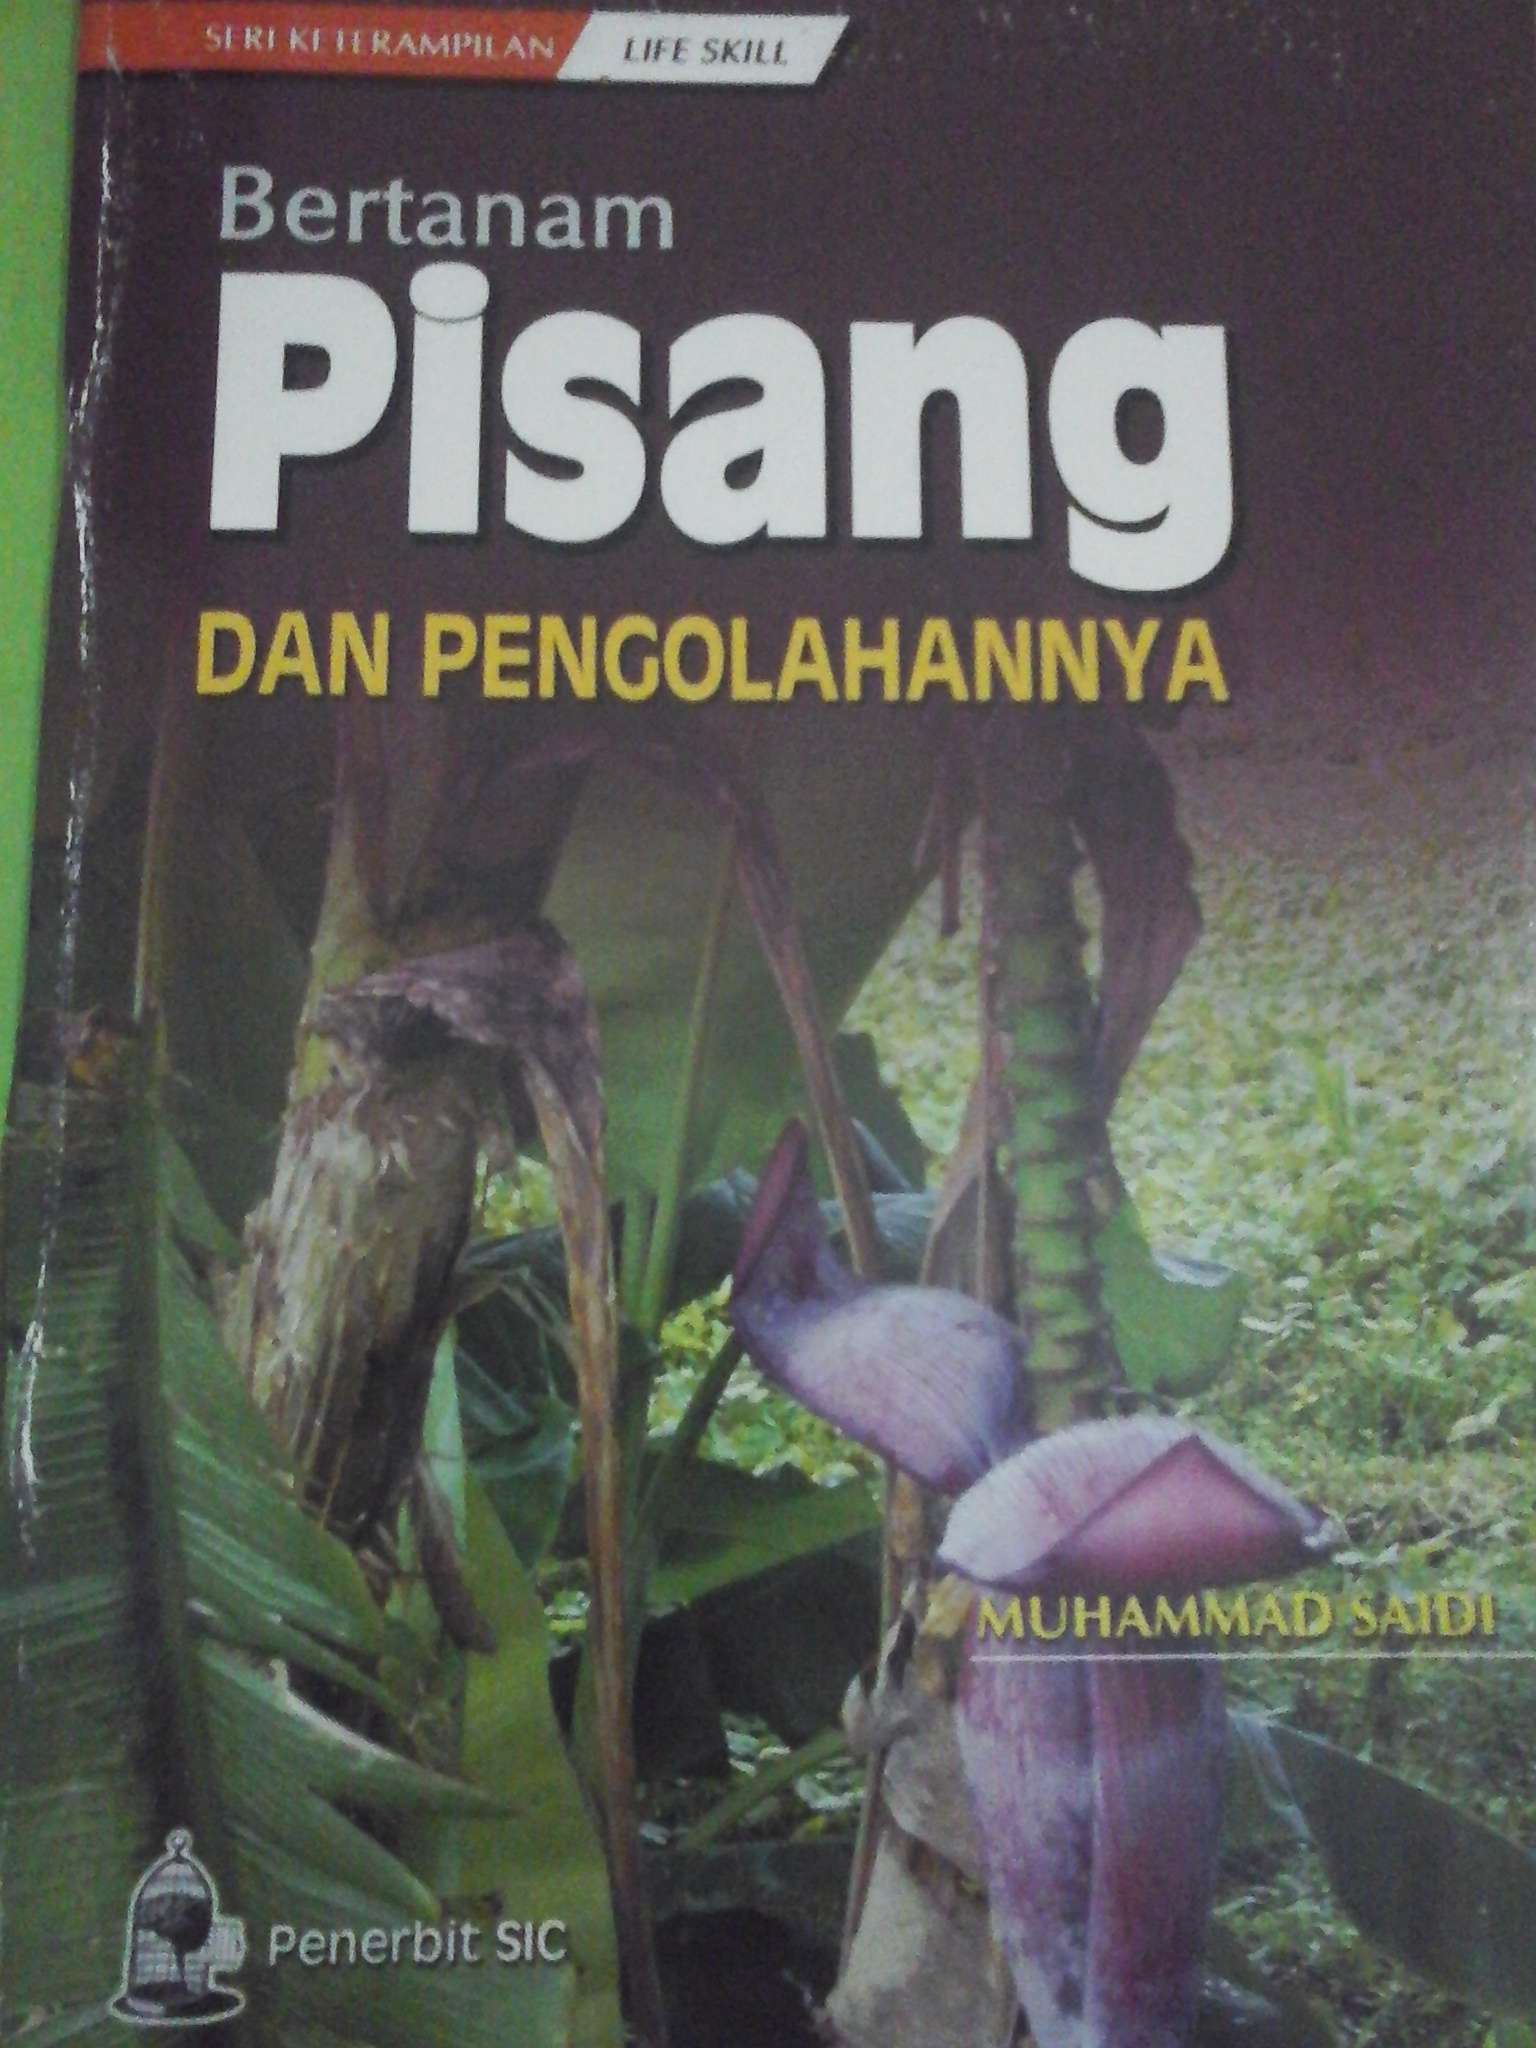 SERI KETERAMPILAN LIFE SKILL
Bertanam
Pisang
DAN PENGOLAHANNYA
MUHAMMAD SAIDI
Penerbit SIC